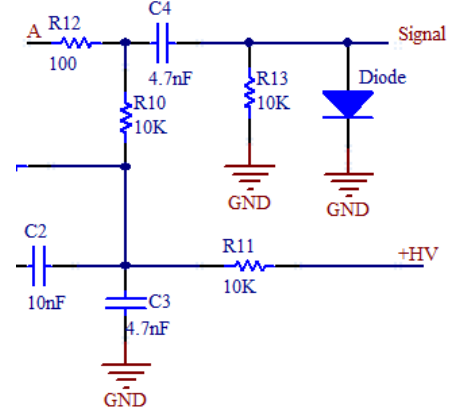 C4
A
R12
Signal
100
4.7nF
R13
Diode
R10
10K
10K
GND
GND
C2
R11
+HV
10nF
C3
10K
4.7nF
GND